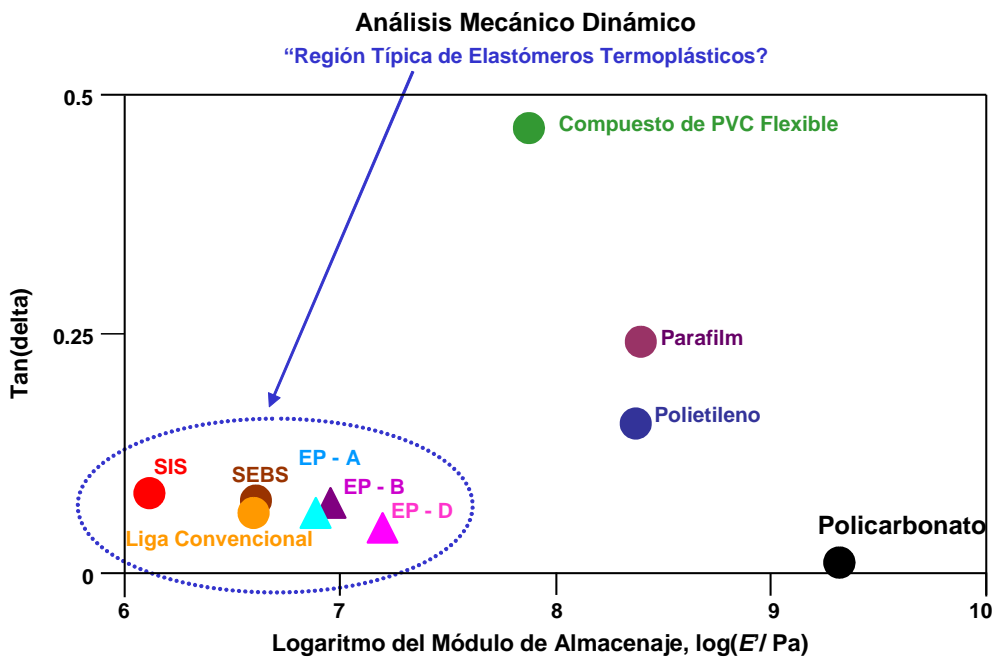 Análisis Mecánico Dinámico
“Región Típica de Elastómeros Termoplásticos?
0.5
Compuesto de PVC Flexible
Tan(delta)
0.25
Parafilm
Polietileno
SIS
SEBS
EP - A
EP - B
EP - D
Liga Convencional
Policarbonato
0
6
7
8
9
10
Logaritmo del Módulo de Almacenaje, log(E’/ Pa)